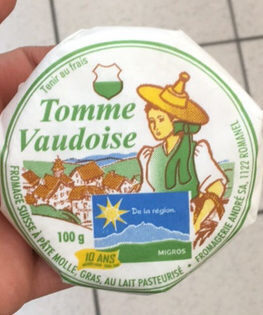 Tenir au frais
Tomme
Vaudoise
100 g
De la région.
10 ANS
MIGROS
FROMAGE SUISSE À PÂTE MOLLE, GRAS, AU LAIT PASTEURISÉ • FROMAGERIE ANDRÉ SA, 1122 ROMANEL